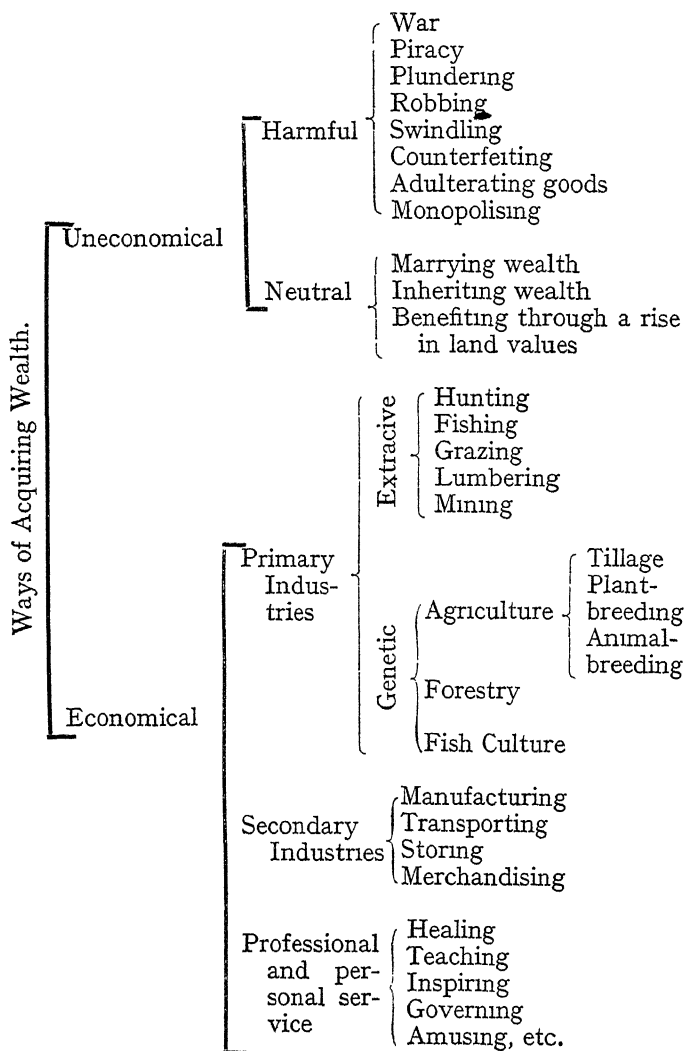 Ways of Acquiring Wealth.
Uneconomical
Harmful
War
Piracy
Plundering
Robbing
Swindling
Counterfeiting
Adulterating goods
Monopolising
Neutral
Marrying wealth
Inheriting wealth
Benefiting through a rise
in land values
Economical
Primary
Indus-
tries
Extracive
Hunting
Fishing
Grazing
Lumbering
Mining
Genetic
Agriculture
Tillage
Plant-
breeding
Animal-
breeding
Forestry
Fish Culture
Secondary
Industries
Manufacturing
Transporting
Storing
Merchandising
Professional
and per-
sonal ser-
vice
Healing
Teaching
Inspiring
Governing
Amusing, etc.